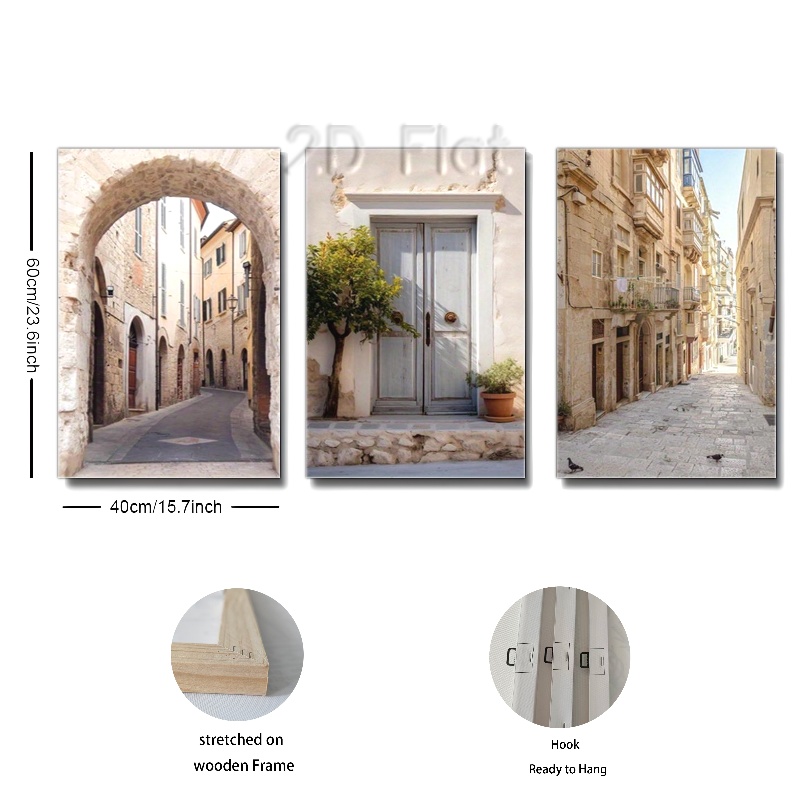 2D Flat
60cm/23.6inch
40cm/15.7inch
stretched on
wooden Frame
Hook
Ready to Hang